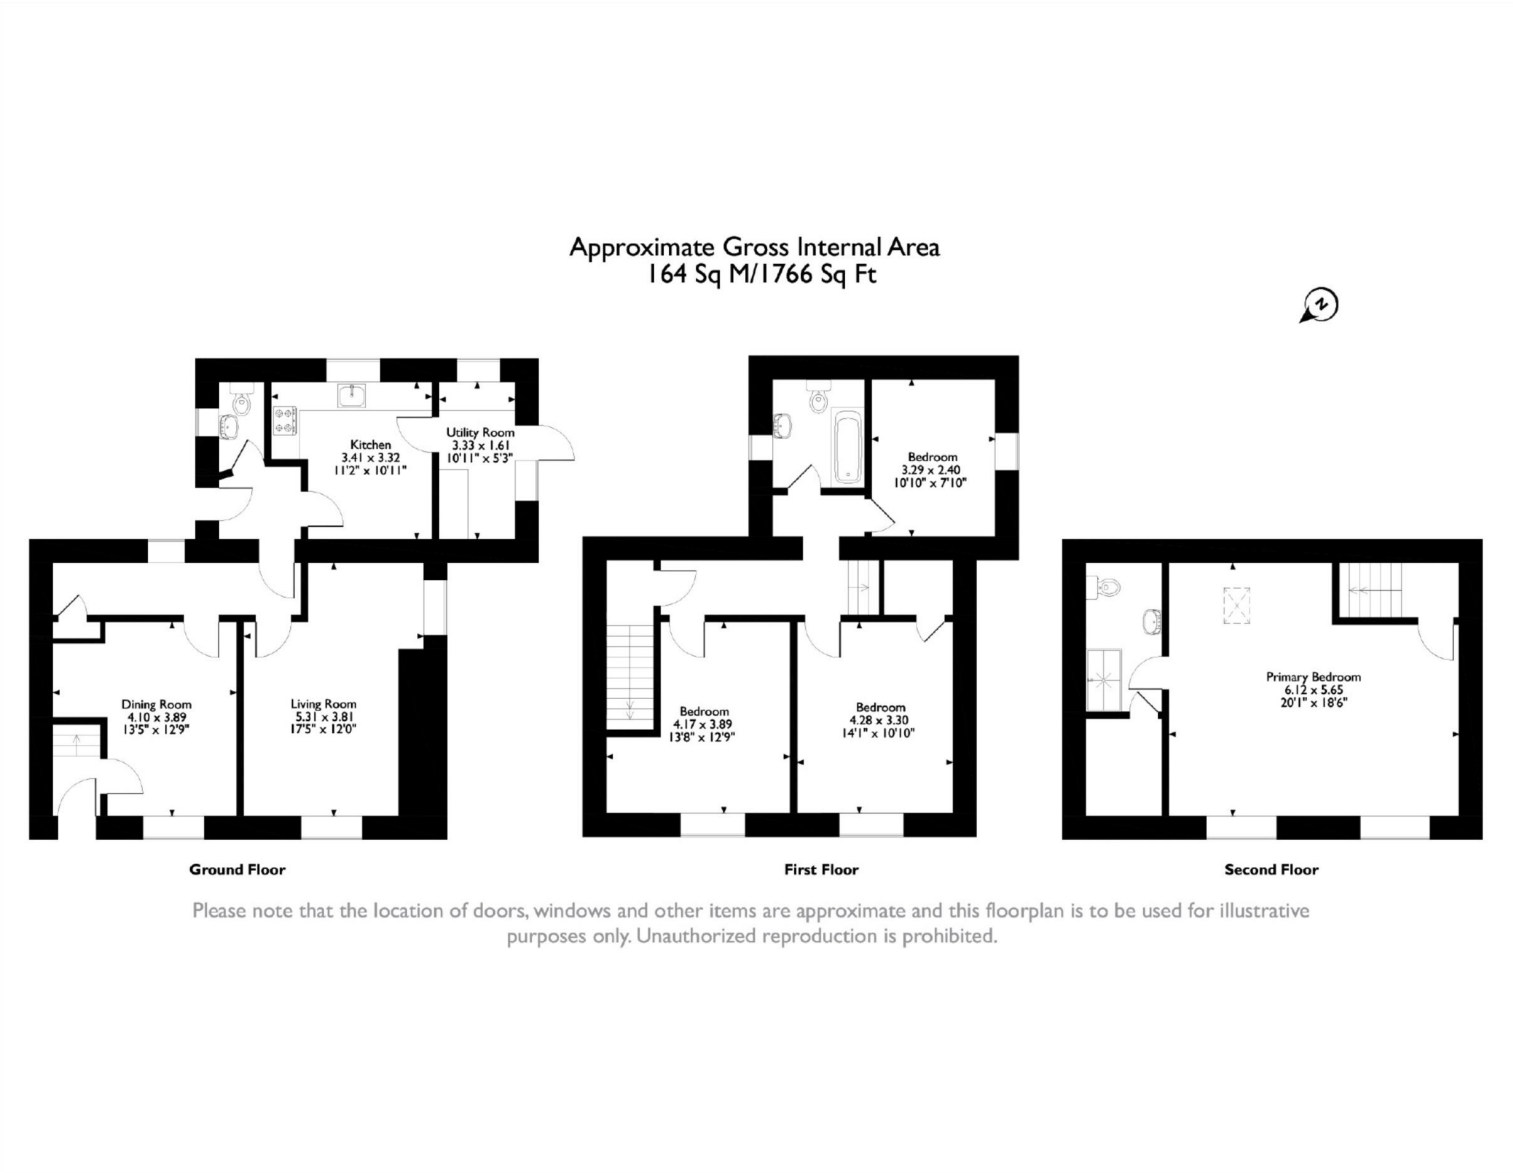 Approximate Gross Internal Area
164 Sq M/1766 Sq Ft
N
Kitchen
3.41 x 3.32
11'2" x 10'11"
Utility Room
3.33 x 1.61
10'11" x 5'3"
Dining Room
4.10 x 3.89
13'5" x 12'9"
Living Room
5.31 x 3.81
17'5" x 12'0"
Ground Floor
Bedroom
3.29 x 2.40
10'10" x 7'10"
Bedroom
4.17 x 3.89
13'8" x 12'9"
Bedroom
4.28 x 3.30
14'1" x 10'10"
First Floor
Primary Bedroom
6.12 x 5.65
20'1" x 18'6"
Second Floor
Please note that the location of doors, windows and other items are approximate and this floorplan is to be used for illustrative
purposes only. Unauthorized reproduction is prohibited.